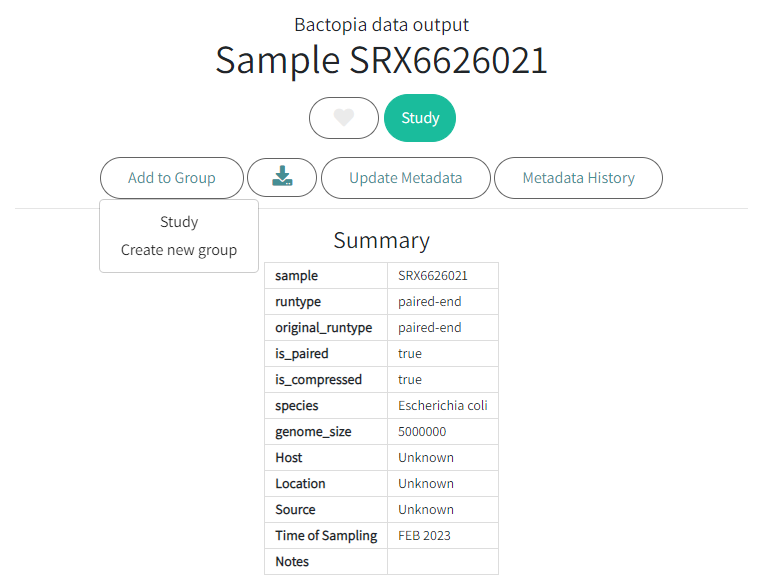 Bactopia data output
Sample SRX6626021
Study
Add to Group
Update Metadata
Metadata History
Study
Create new group
Summary
sample SRX6626021
runtype paired-end
original_runtype paired-end
is_paired true
is_compressed true
species Escherichia coli
genome_size 5000000
Host Unknown
Location Unknown
Source Unknown
Time of Sampling FEB 2023
Notes